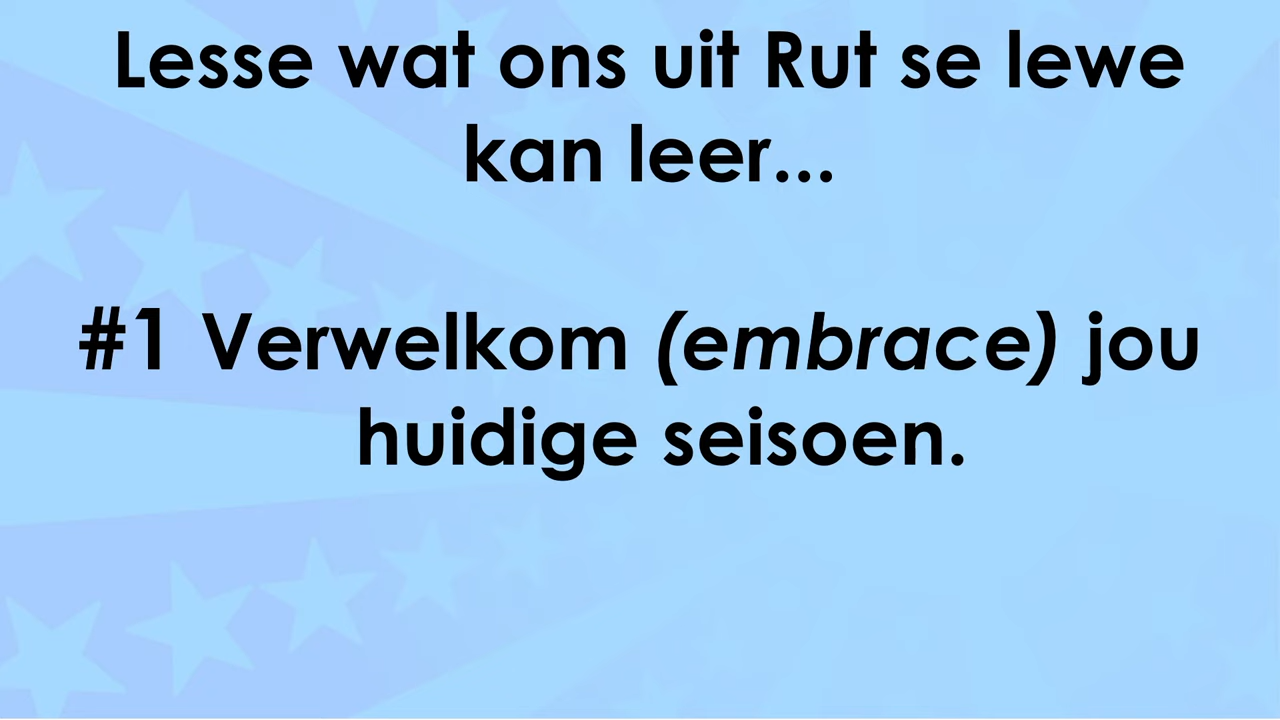 Lesse wat ons uit Rut se lewe
kan leer...
#1 Verwelkom (embrace) jou
huidige seisoen.